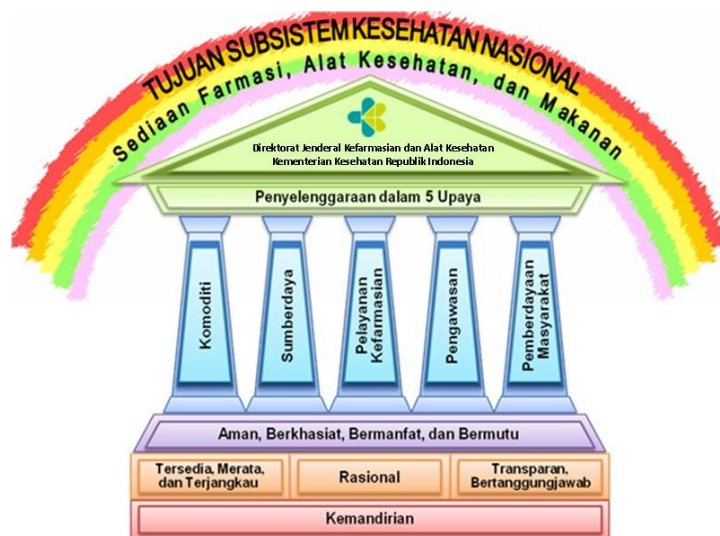 TUJUAN SUBSISTEM KESEHATAN NASIONAL
Sediaan Farmasi, Alat Kesehatan, dan Makanan
Direktorat Jenderal Kefarmasian dan Alat Kesehatan
Kementerian Kesehatan Republik Indonesia
Penyelenggaraan dalam 5 Upaya
Komoditi
Sumberdaya
Pelayanan
Kefarmasian
Pengawasan
Pemberdayaan
Masyarakat
Aman, Berkhasiat, Bermanfat, dan Bermutu
Tersedia, Merata,
dan Terjangkau
Rasional
Transparan,
Bertanggungjawab
Kemandirian